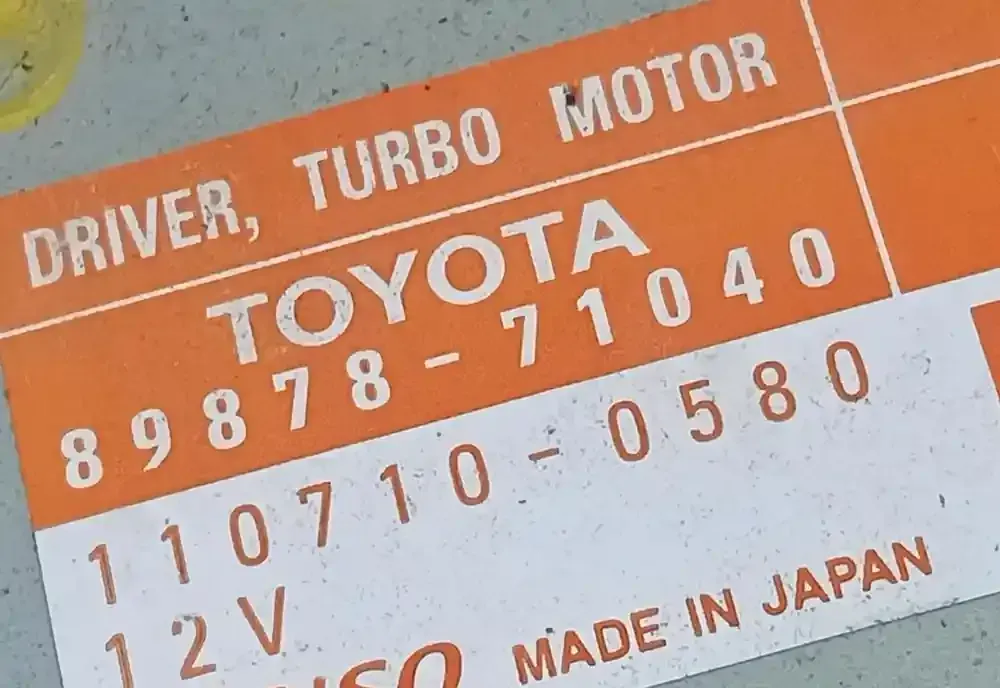 DRIVER, TURBO MOTOR
TOYOTA
89878-71040
110710-0580
12V
MADE IN JAPAN